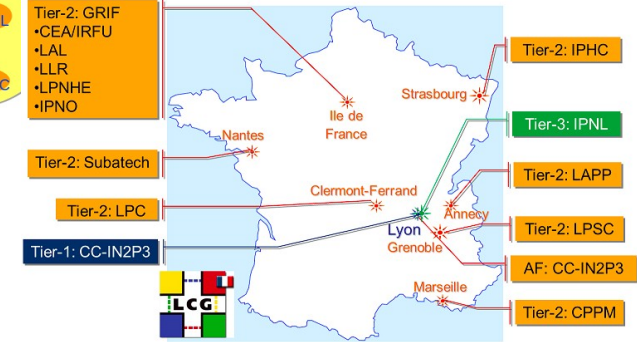 L
C
Tier-2: GRIF
•CEA/IRFU
•LAL
•LLR
•LPNHE
•IPNO
Tier-2: IPHC
Strasbourg
Ile de
France
Tier-3: IPNL
Nantes
Tier-2: Subatech
Tier-2: LAPP
Clermont-Ferrand
Tier-2: LPC
Annecy
Lyon
Tier-2: LPSC
Grenoble
Tier-1: CC-IN2P3
AF: CC-IN2P3
LCG
Marseille
Tier-2: CPPM